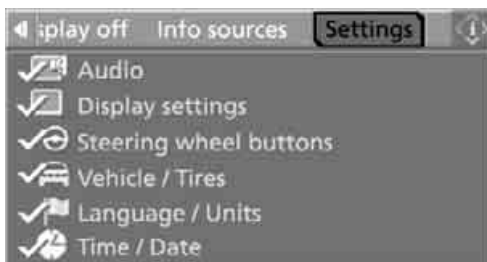 splay off Info sources Settings i
Audio
Display settings
Steering wheel buttons
Vehicle / Tires
Language / Units
Time / Date